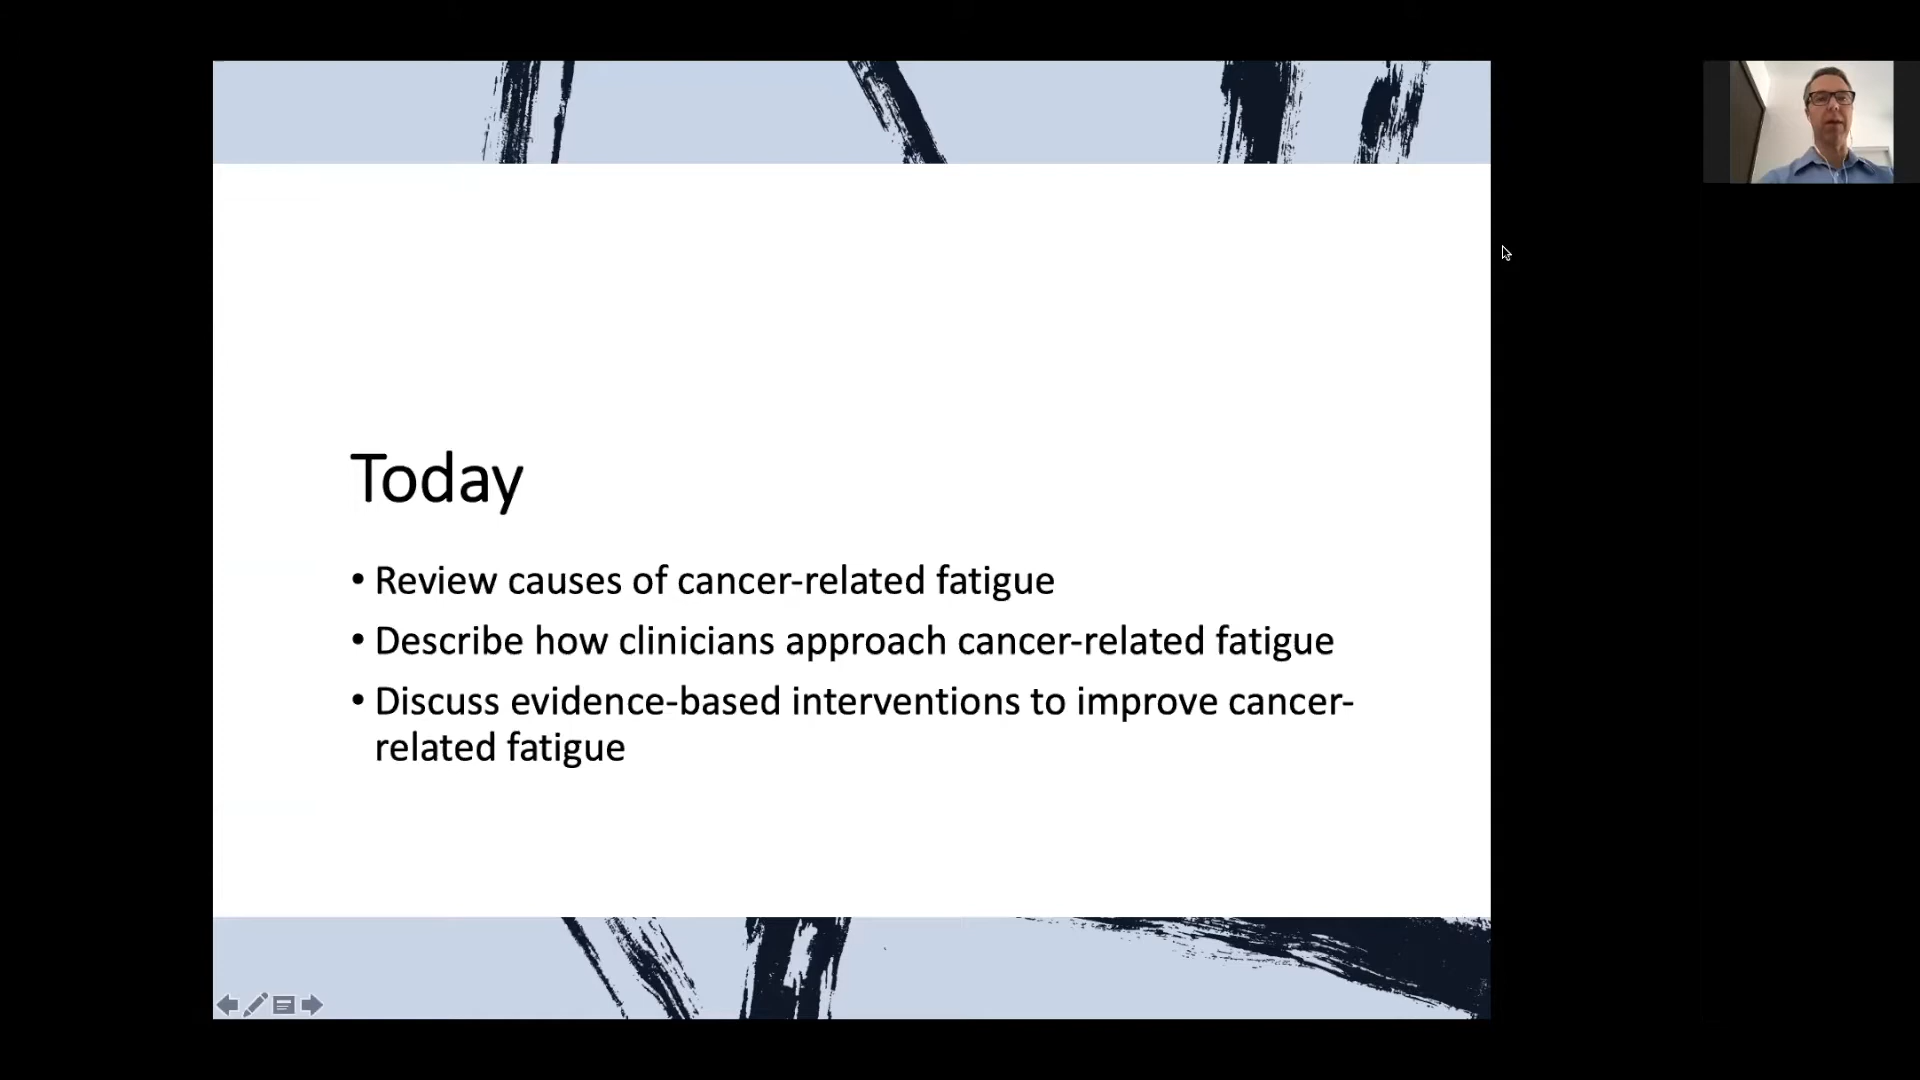 Today
• Review causes of cancer-related fatigue
• Describe how clinicians approach cancer-related fatigue
• Discuss evidence-based interventions to improve cancer-
related fatigue